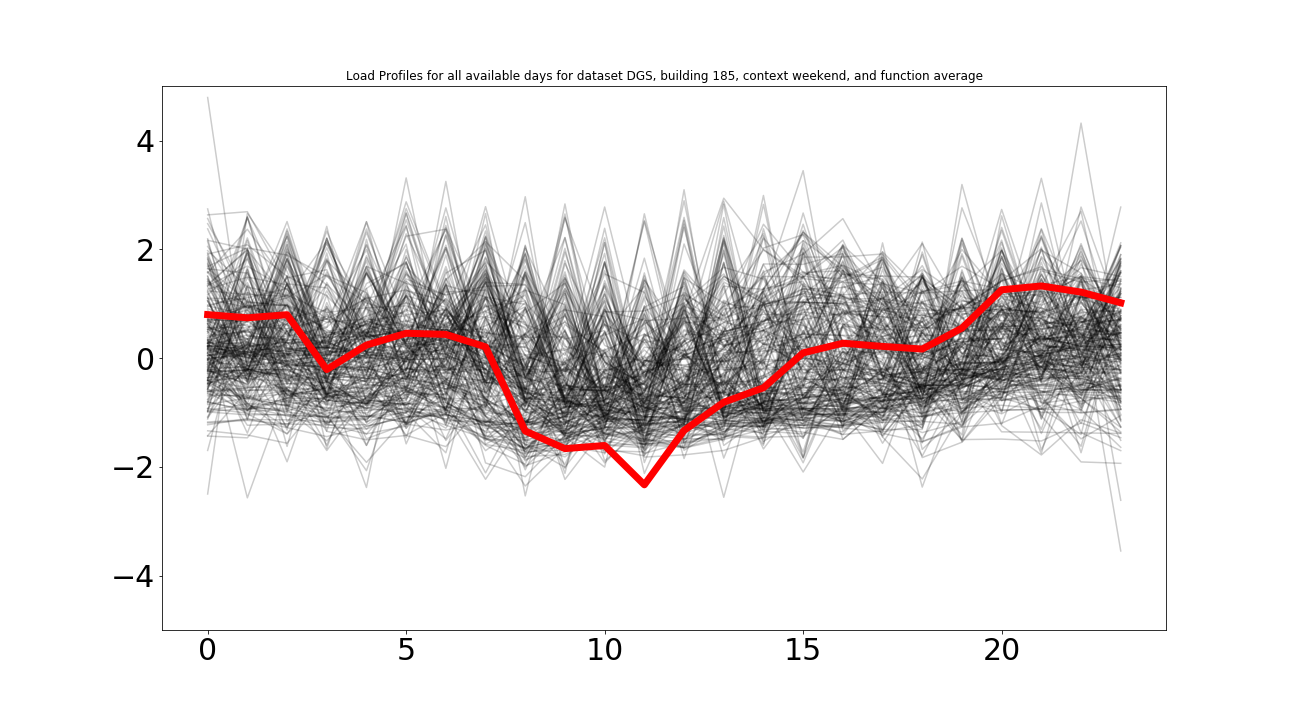 Load Profiles for all available days for dataset DGS, building 185, context weekend, and function average
4
2
0
−2
−4
0 5 10 15 20